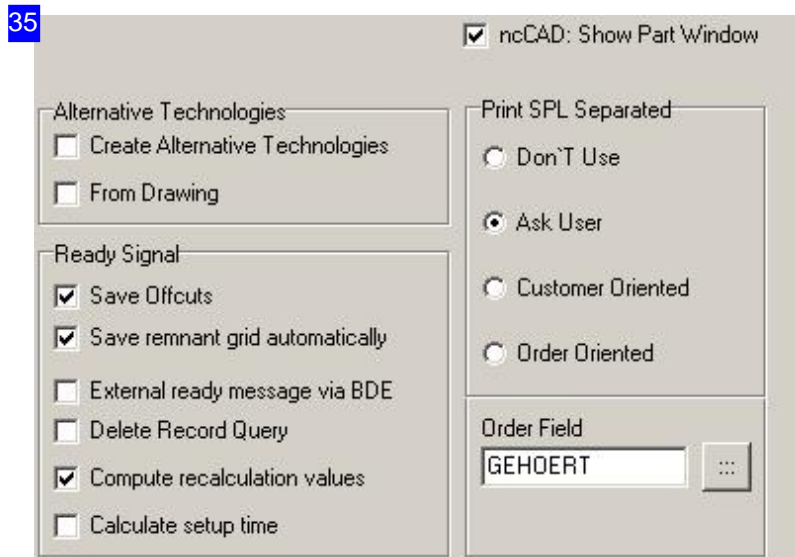 35
ncCAD: Show Part Window
Alternative Technologies
Create Alternative Technologies
From Drawing
Ready Signal
Save Offcuts
Save remnant grid automatically
External ready message via BDE
Delete Record Query
Compute recalculation values
Calculate setup time
Print SPL Separated
Don`T Use
Ask User
Customer Oriented
Order Oriented
Order Field
GEHOERT
:::